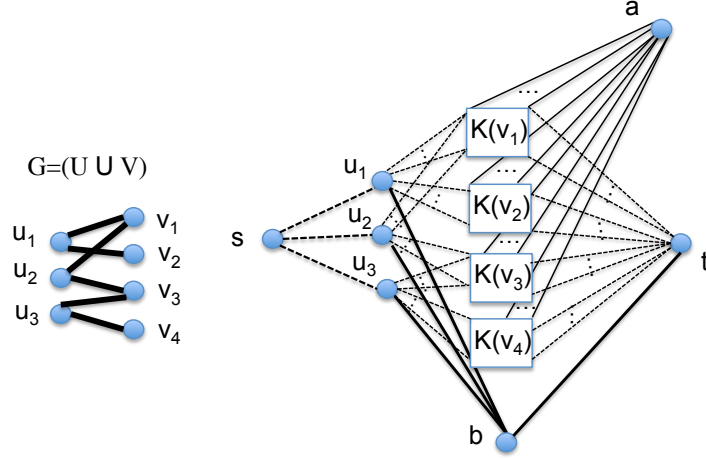 G=(U ∪ V)
u1
u2
u3
v1
v2
v3
v4
a
s
u1
u2
u3
...
K(v1)
...
K(v2)
...
K(v3)
...
K(v4)
t
b